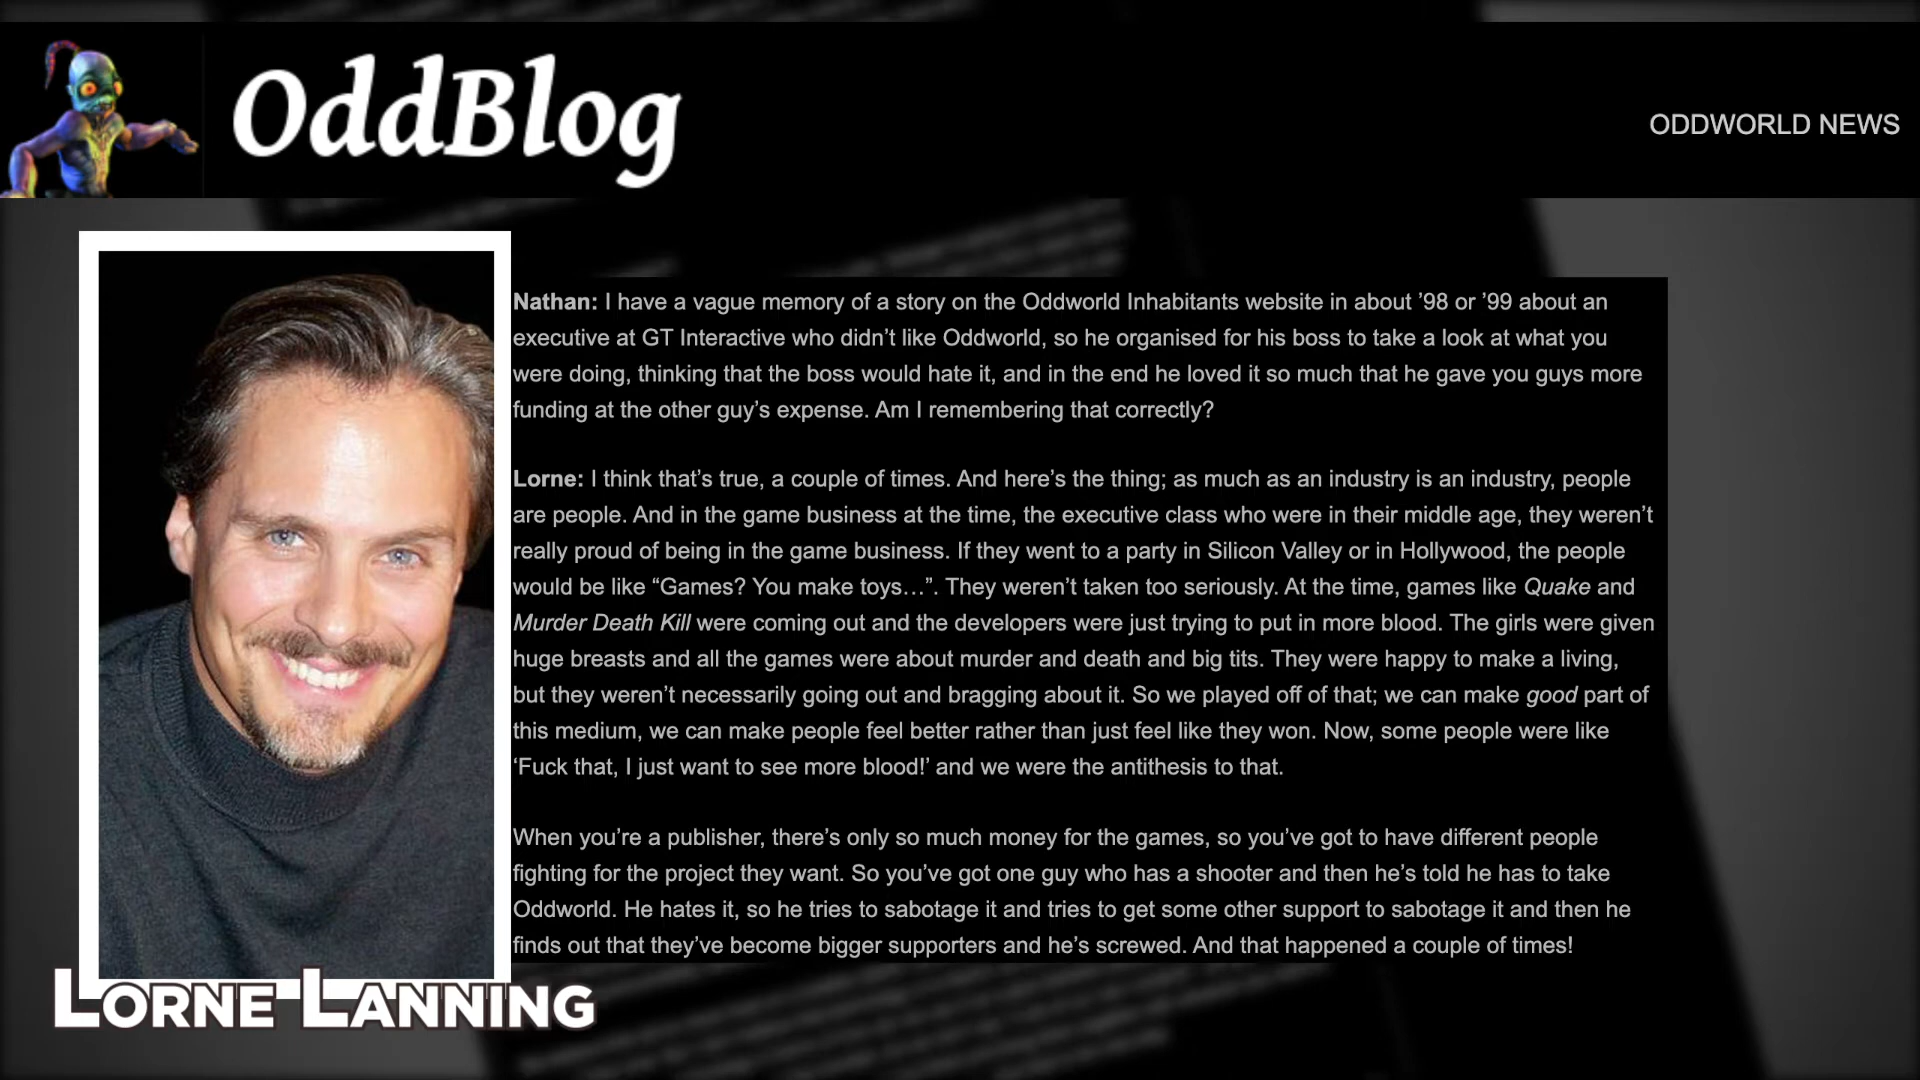 OddBlog
ODDWORLD NEWS
Nathan: I have a vague memory of a story on the Oddworld Inhabitants website in about ’98 or ’99 about an
executive at GT Interactive who didn’t like Oddworld, so he organised for his boss to take a look at what you
were doing, thinking that the boss would hate it, and in the end he loved it so much that he gave you guys more
funding at the other guy’s expense. Am I remembering that correctly?
Lorne: I think that’s true, a couple of times. And here’s the thing; as much as an industry is an industry, people
are people. And in the game business at the time, the executive class who were in their middle age, they weren’t
really proud of being in the game business. If they went to a party in Silicon Valley or in Hollywood, the people
would be like “Games? You make toys…”. They weren’t taken too seriously. At the time, games like Quake and
Murder Death Kill were coming out and the developers were just trying to put in more blood. The girls were given
huge breasts and all the games were about murder and death and big tits. They were happy to make a living,
but they weren’t necessarily going out and bragging about it. So we played off of that; we can make good part of
this medium, we can make people feel better rather than just feel like they won. Now, some people were like
‘Fuck that, I just want to see more blood!’ and we were the antithesis to that.
When you’re a publisher, there’s only so much money for the games, so you’ve got to have different people
fighting for the project they want. So you’ve got one guy who has a shooter and then he’s told he has to take
Oddworld. He hates it, so he tries to sabotage it and tries to get some other support to sabotage it and then he
finds out that they’ve become bigger supporters and he’s screwed. And that happened a couple of times!
LORNE LANNING